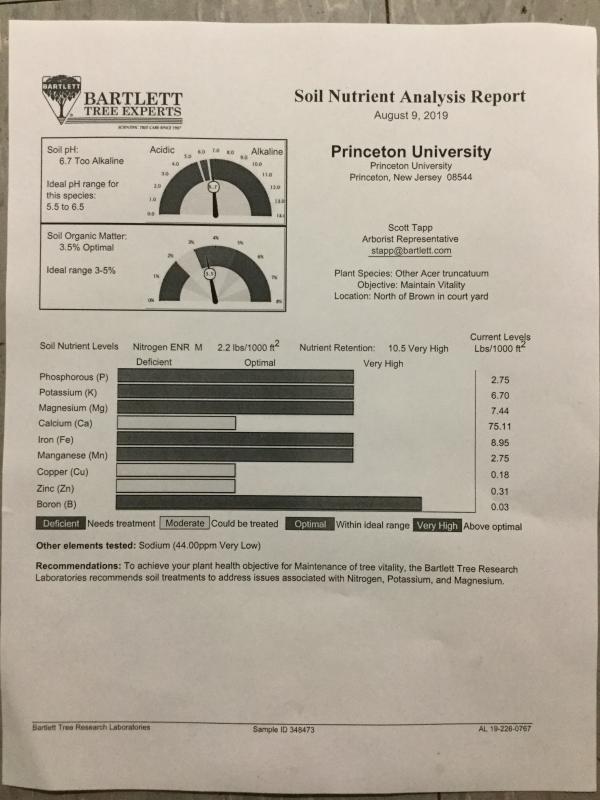 BARTLETT
BARTLETT
TREE EXPERTS
SCIENTIFIC TREE CARE SINCE 1907
Soil Nutrient Analysis Report
August 9, 2019
Soil pH:
6.7 Too Alkaline
Ideal pH range for
this species:
5.5 to 6.5
Acidic
Alkaline
0.0 1.0 2.0 3.0 4.0 5.0 6.0 7.0 8.0 9.0 10.0 11.0 12.0 13.0 14.0
6.7
Soil Organic Matter:
3.5% Optimal
Ideal range 3-5%
0% 1% 2% 3% 4% 5% 6% 7% 8%
3.5
Princeton University
Princeton University
Princeton, New Jersey 08544
Scott Tapp
Arborist Representative
stapp@bartlett.com
Plant Species: Other Acer truncatuum
Objective: Maintain Vitality
Location: North of Brown in court yard
Soil Nutrient Levels Nitrogen ENR M 2.2 lbs/1000 ft2 Nutrient Retention: 10.5 Very High
Current Levels
Lbs/1000 ft2
Deficient Optimal Very High
Phosphorous (P) 2.75
Potassium (K) 6.70
Magnesium (Mg) 7.44
Calcium (Ca) 75.11
Iron (Fe) 8.95
Manganese (Mn) 2.75
Copper (Cu) 0.18
Zinc (Zn) 0.31
Boron (B) 0.03
Deficient Needs treatment Moderate Could be treated Optimal Within ideal range Very High Above optimal
Other elements tested: Sodium (44.00ppm Very Low)
Recommendations: To achieve your plant health objective for Maintenance of tree vitality, the Bartlett Tree Research
Laboratories recommends soil treatments to address issues associated with Nitrogen, Potassium, and Magnesium.
Bartlett Tree Research Laboratories Sample ID 348473 AL 19-226-0767